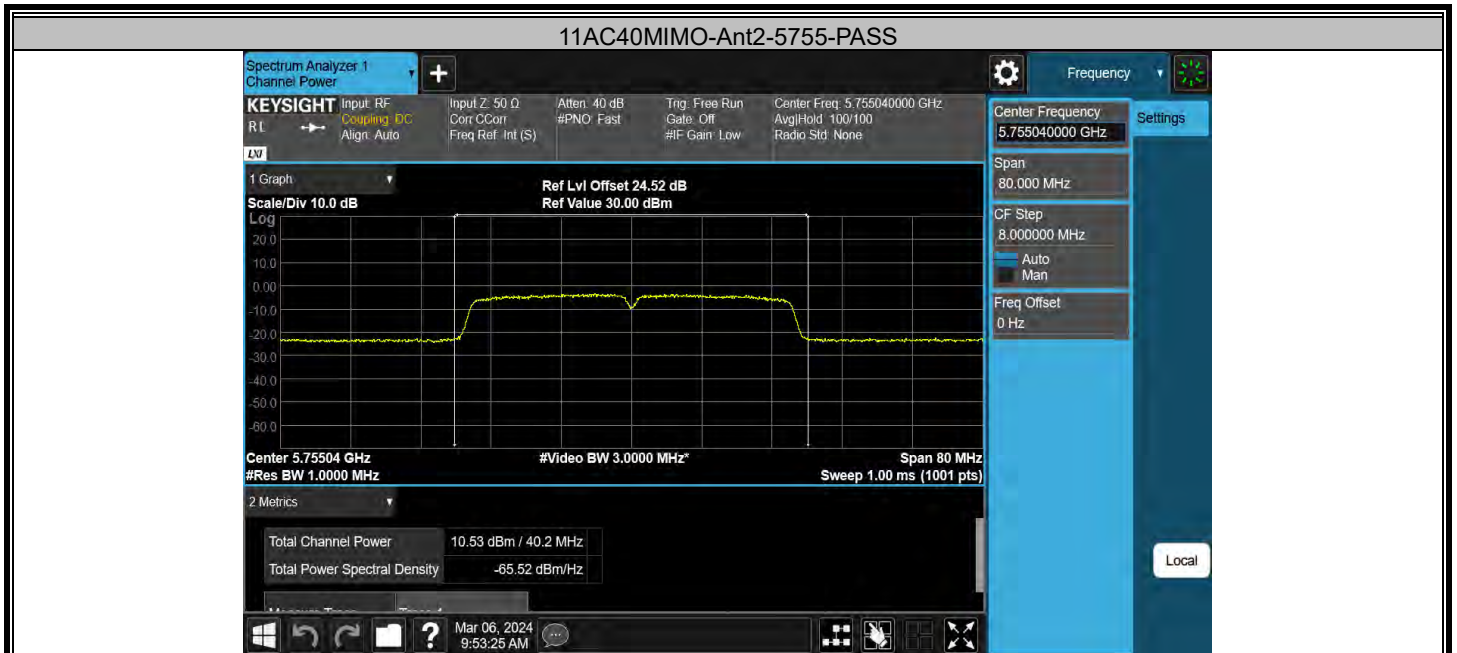 11AC40MIMO-Ant2-5755-PASS
Spectrum Analyzer 1
Channel Power
+
Frequency
KEYSIGHT
R L
LXI
Input: RF
Coupling: DC
Align: Auto
Input Z: 50 Ω
Corr CCorr
Freq Ref: Int (S)
Atten: 40 dB
#PNO: Fast
Trig: Free Run
Gate: Off
#IF Gain: Low
Center Freq: 5.755040000 GHz
Avg|Hold: 100/100
Radio Std: None
Center Frequency
5.755040000 GHz
Settings
Span
80.000 MHz
CF Step
8.000000 MHz
Auto
Man
Freq Offset
0 Hz
1 Graph
Scale/Div 10.0 dB
Ref Lvl Offset 24.52 dB
Ref Value 30.00 dBm
Log
20.0
10.0
0.00
-10.0
-20.0
-30.0
-40.0
-50.0
-60.0
Center 5.75504 GHz
#Video BW 3.0000 MHz*
Span 80 MHz
#Res BW 1.0000 MHz
Sweep 1.00 ms (1001 pts)
2 Metrics
Total Channel Power 10.53 dBm / 40.2 MHz
Total Power Spectral Density -65.52 dBm/Hz
Local
?
Mar 06, 2024
9:53:25 AM